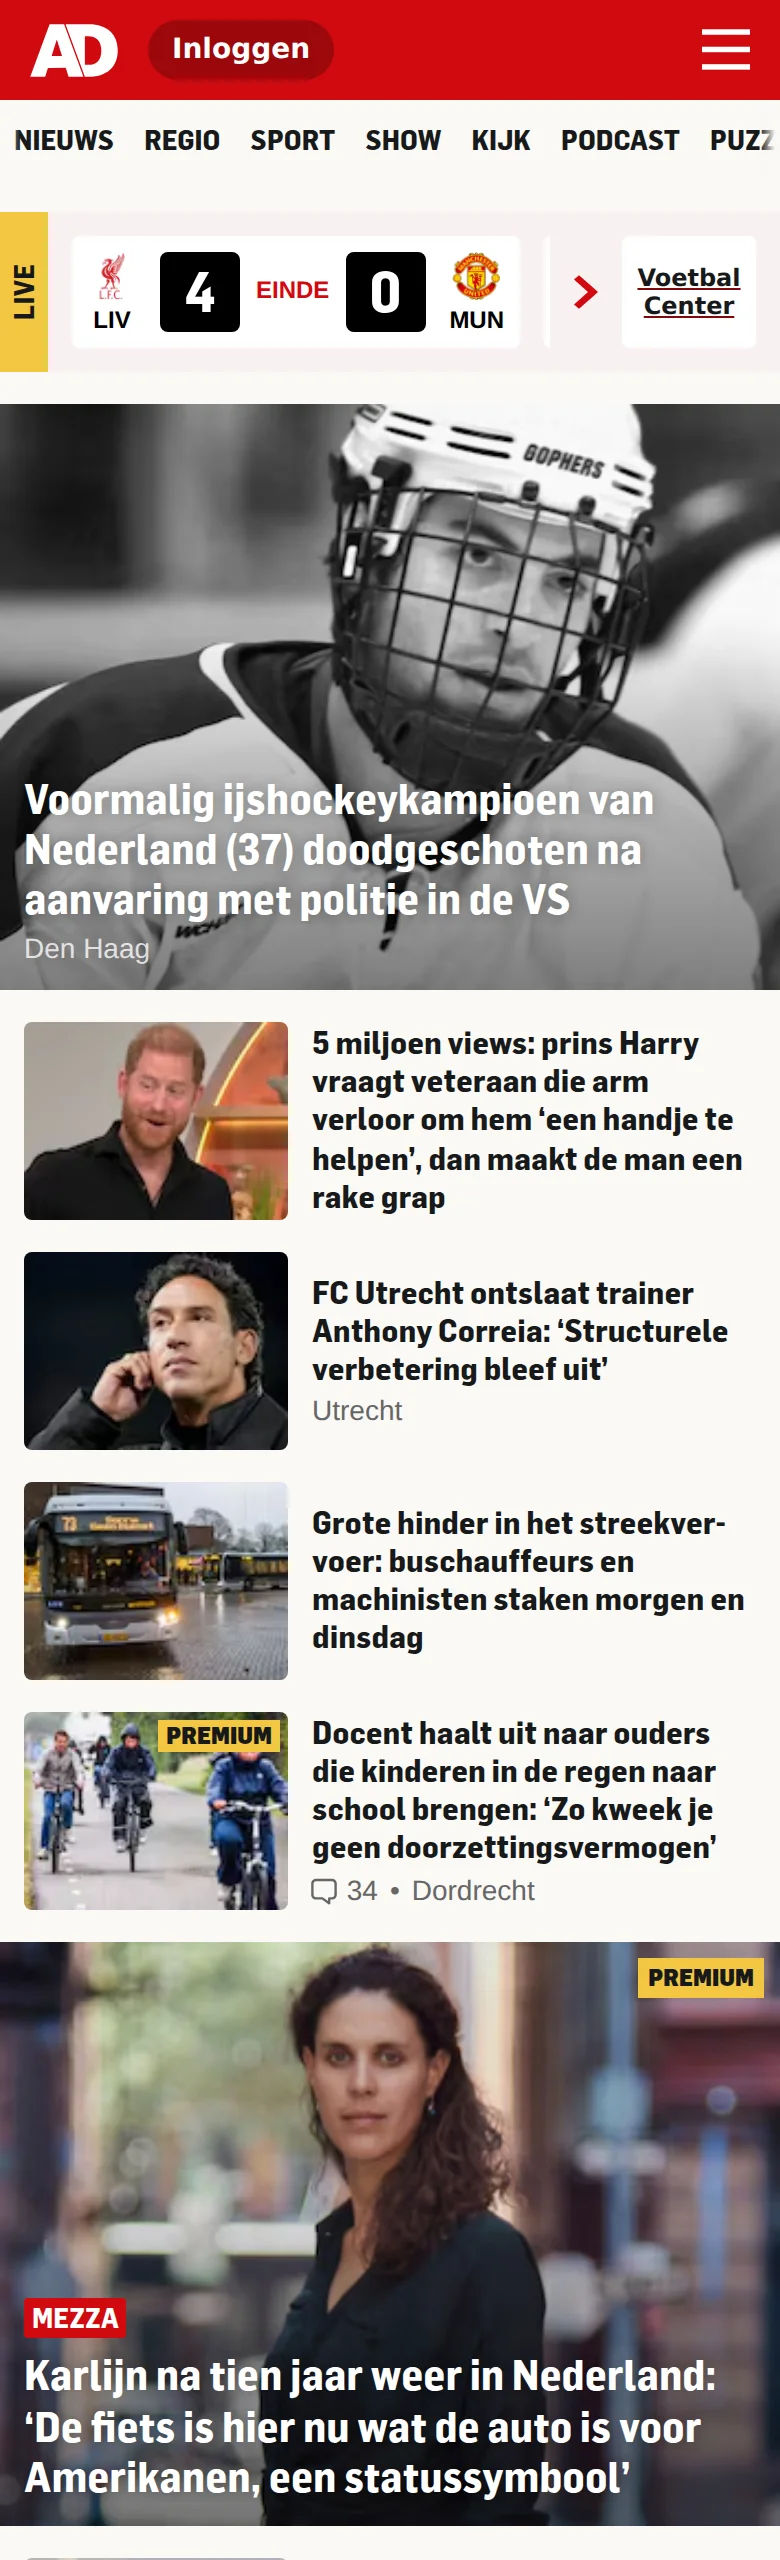 AD
Inloggen
NIEUWS REGIO SPORT SHOW KIJK PODCAST PUZZ
LIVE
L.F.C.
LIV
4
EINDE
0
MANCHESTER
UNITED
MUN
Voetbal
Center
GOPHERS
Voormalig ijshockeykampioen van
Nederland (37) doodgeschoten na
aanvaring met politie in de VS
Den Haag
5 miljoen views: prins Harry
vraagt veteraan die arm
verloor om hem ‘een handje te
helpen’, dan maakt de man een
rake grap
FC Utrecht ontslaat trainer
Anthony Correia: ‘Structurele
verbetering bleef uit’
Utrecht
73
Grote hinder in het streekver-
voer: buschauffeurs en
machinisten staken morgen en
dinsdag
PREMIUM
Docent haalt uit naar ouders
die kinderen in de regen naar
school brengen: ‘Zo kweek je
geen doorzettingsvermogen’
34 • Dordrecht
PREMIUM
MEZZA
Karlijn na tien jaar weer in Nederland:
‘De fiets is hier nu wat de auto is voor
Amerikanen, een statussymbool’